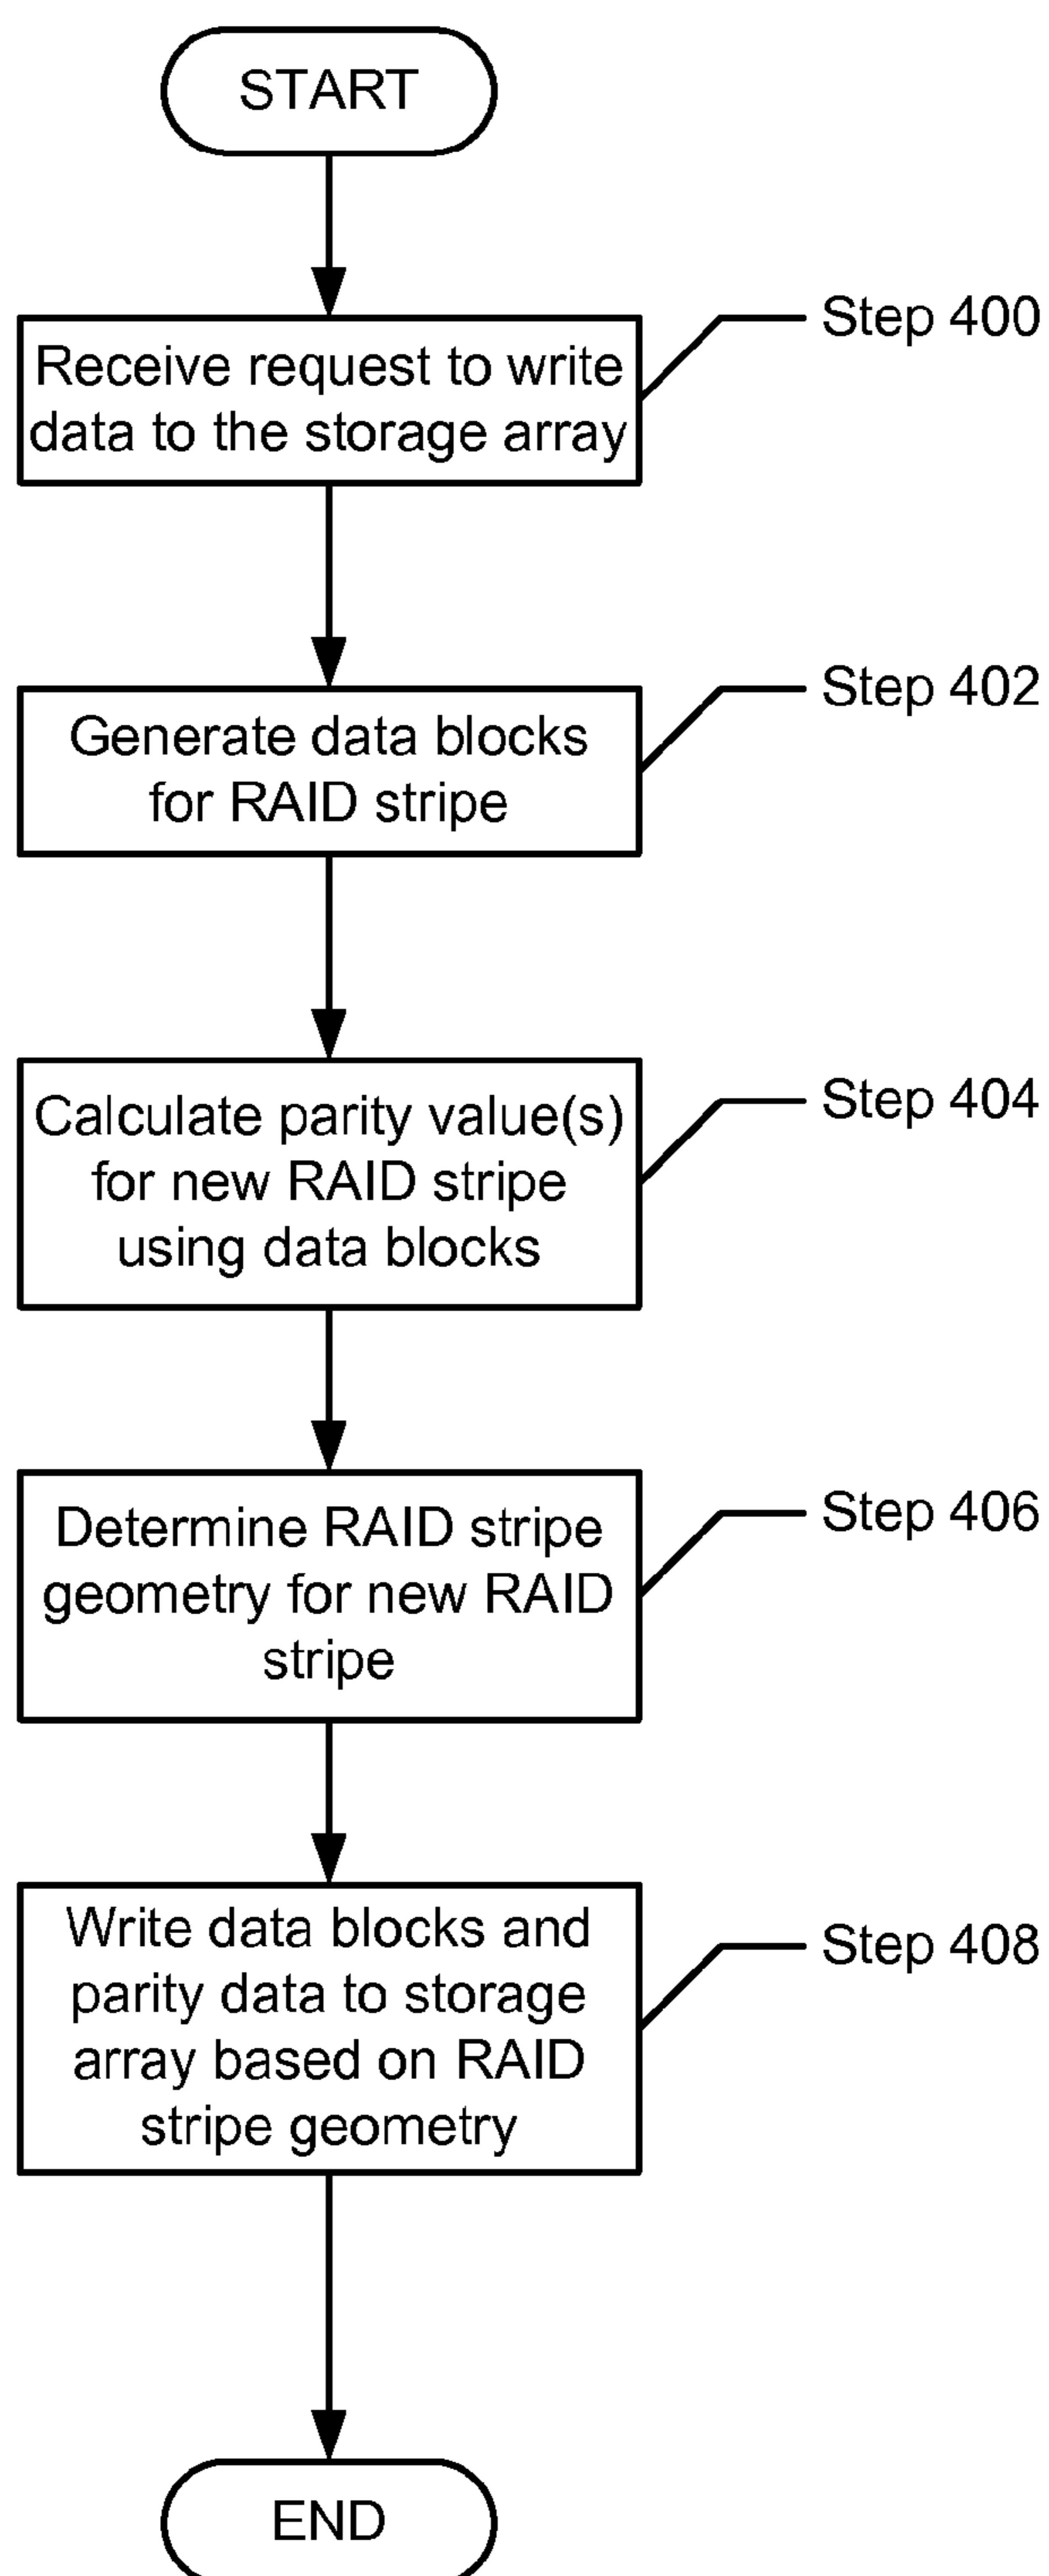 START
Step 400
Receive request to write
data to the storage array
Step 402
Generate data blocks
for RAID stripe
Step 404
Calculate parity value(s)
for new RAID stripe
using data blocks
Step 406
Determine RAID stripe
geometry for new RAID
stripe
Step 408
Write data blocks and
parity data to storage
array based on RAID
stripe geometry
END